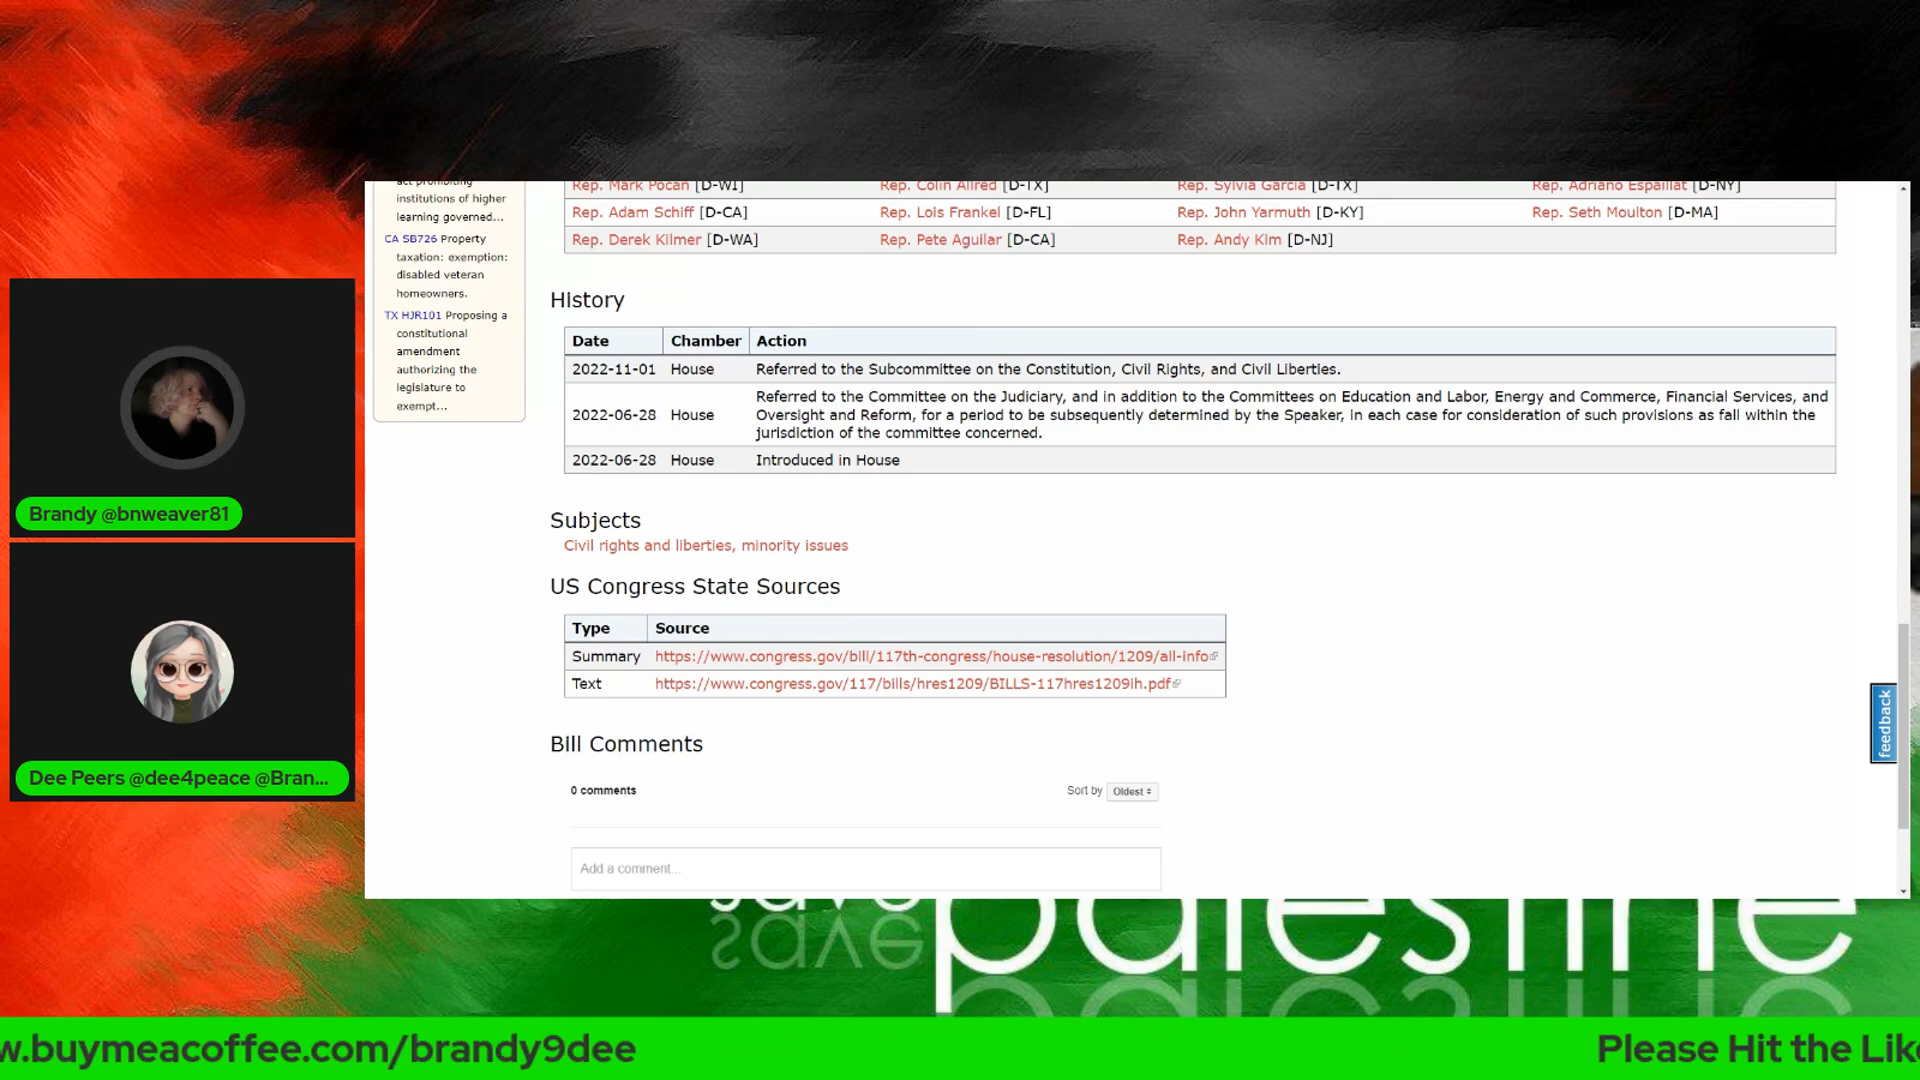 act prohibiting
institutions of higher
learning governed...
CA SB726 Property
taxation: exemption:
disabled veteran
homeowners.
TX HJR101 Proposing a
constitutional
amendment
authorizing the
legislature to
exempt...
Rep. Mark Pocan [D-WI] Rep. Colin Allred [D-TX] Rep. Sylvia Garcia [D-TX] Rep. Adriano Espaillat [D-NY]
Rep. Adam Schiff [D-CA] Rep. Lois Frankel [D-FL] Rep. John Yarmuth [D-KY] Rep. Seth Moulton [D-MA]
Rep. Derek Kilmer [D-WA] Rep. Pete Aguilar [D-CA] Rep. Andy Kim [D-NJ]
History
Date Chamber Action
2022-11-01 House Referred to the Subcommittee on the Constitution, Civil Rights, and Civil Liberties.
2022-06-28 House Referred to the Committee on the Judiciary, and in addition to the Committees on Education and Labor, Energy and Commerce, Financial Services, and
Oversight and Reform, for a period to be subsequently determined by the Speaker, in each case for consideration of such provisions as fall within the
jurisdiction of the committee concerned.
2022-06-28 House Introduced in House
Subjects
Civil rights and liberties, minority issues
US Congress State Sources
Type Source
Summary https://www.congress.gov/bill/117th-congress/house-resolution/1209/all-info
Text https://www.congress.gov/117/bills/hres1209/BILLS-117hres1209ih.pdf
Bill Comments
0 comments Sort by Oldest
Add a comment...
feedback
Brandy @bnweaver81
Dee Peers @dee4peace @Bran...
save palestine
w.buymeacoffee.com/brandy9dee Please Hit the Lik